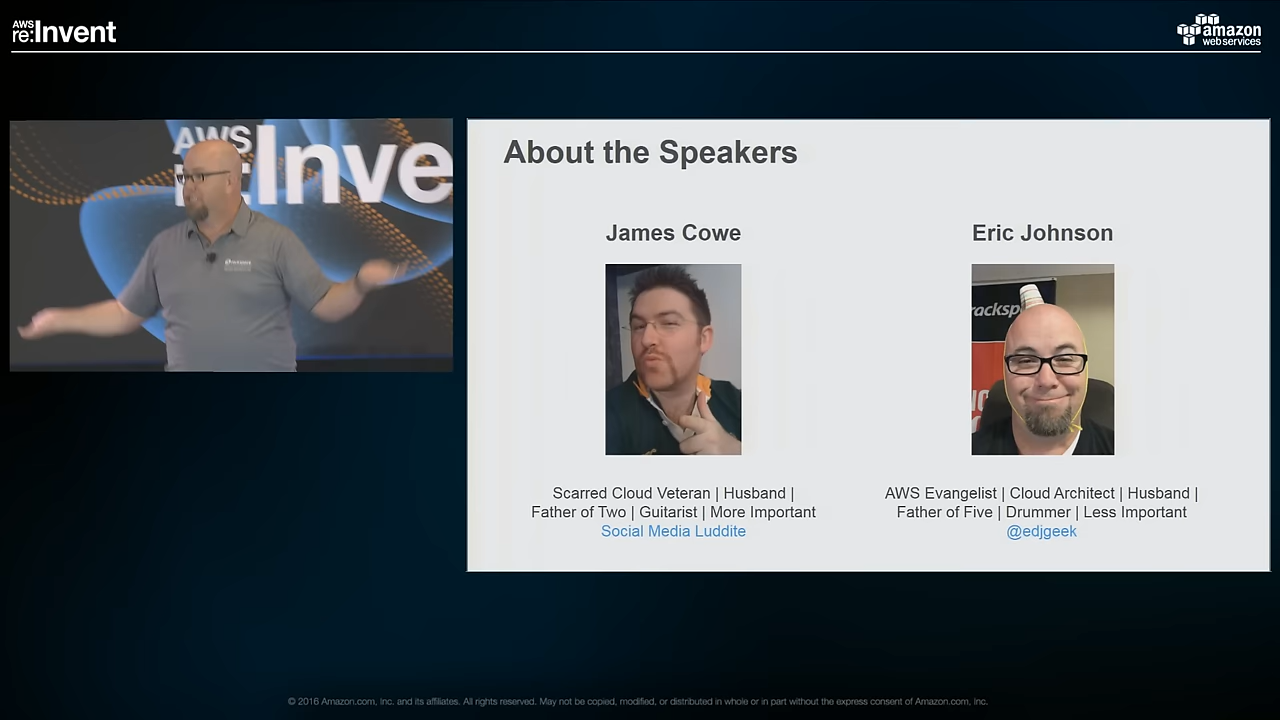 AWS
re:Invent
amazon
web services
AWS
Inve
About the Speakers
James Cowe
Eric Johnson
Scarred Cloud Veteran | Husband |
Father of Two | Guitarist | More Important
Social Media Luddite
AWS Evangelist | Cloud Architect | Husband |
Father of Five | Drummer | Less Important
@edjgeek
© 2016 Amazon.com, Inc. and its affiliates. All rights reserved. May not be copied, modified, or distributed in whole or in part without the express consent of Amazon.com, Inc.